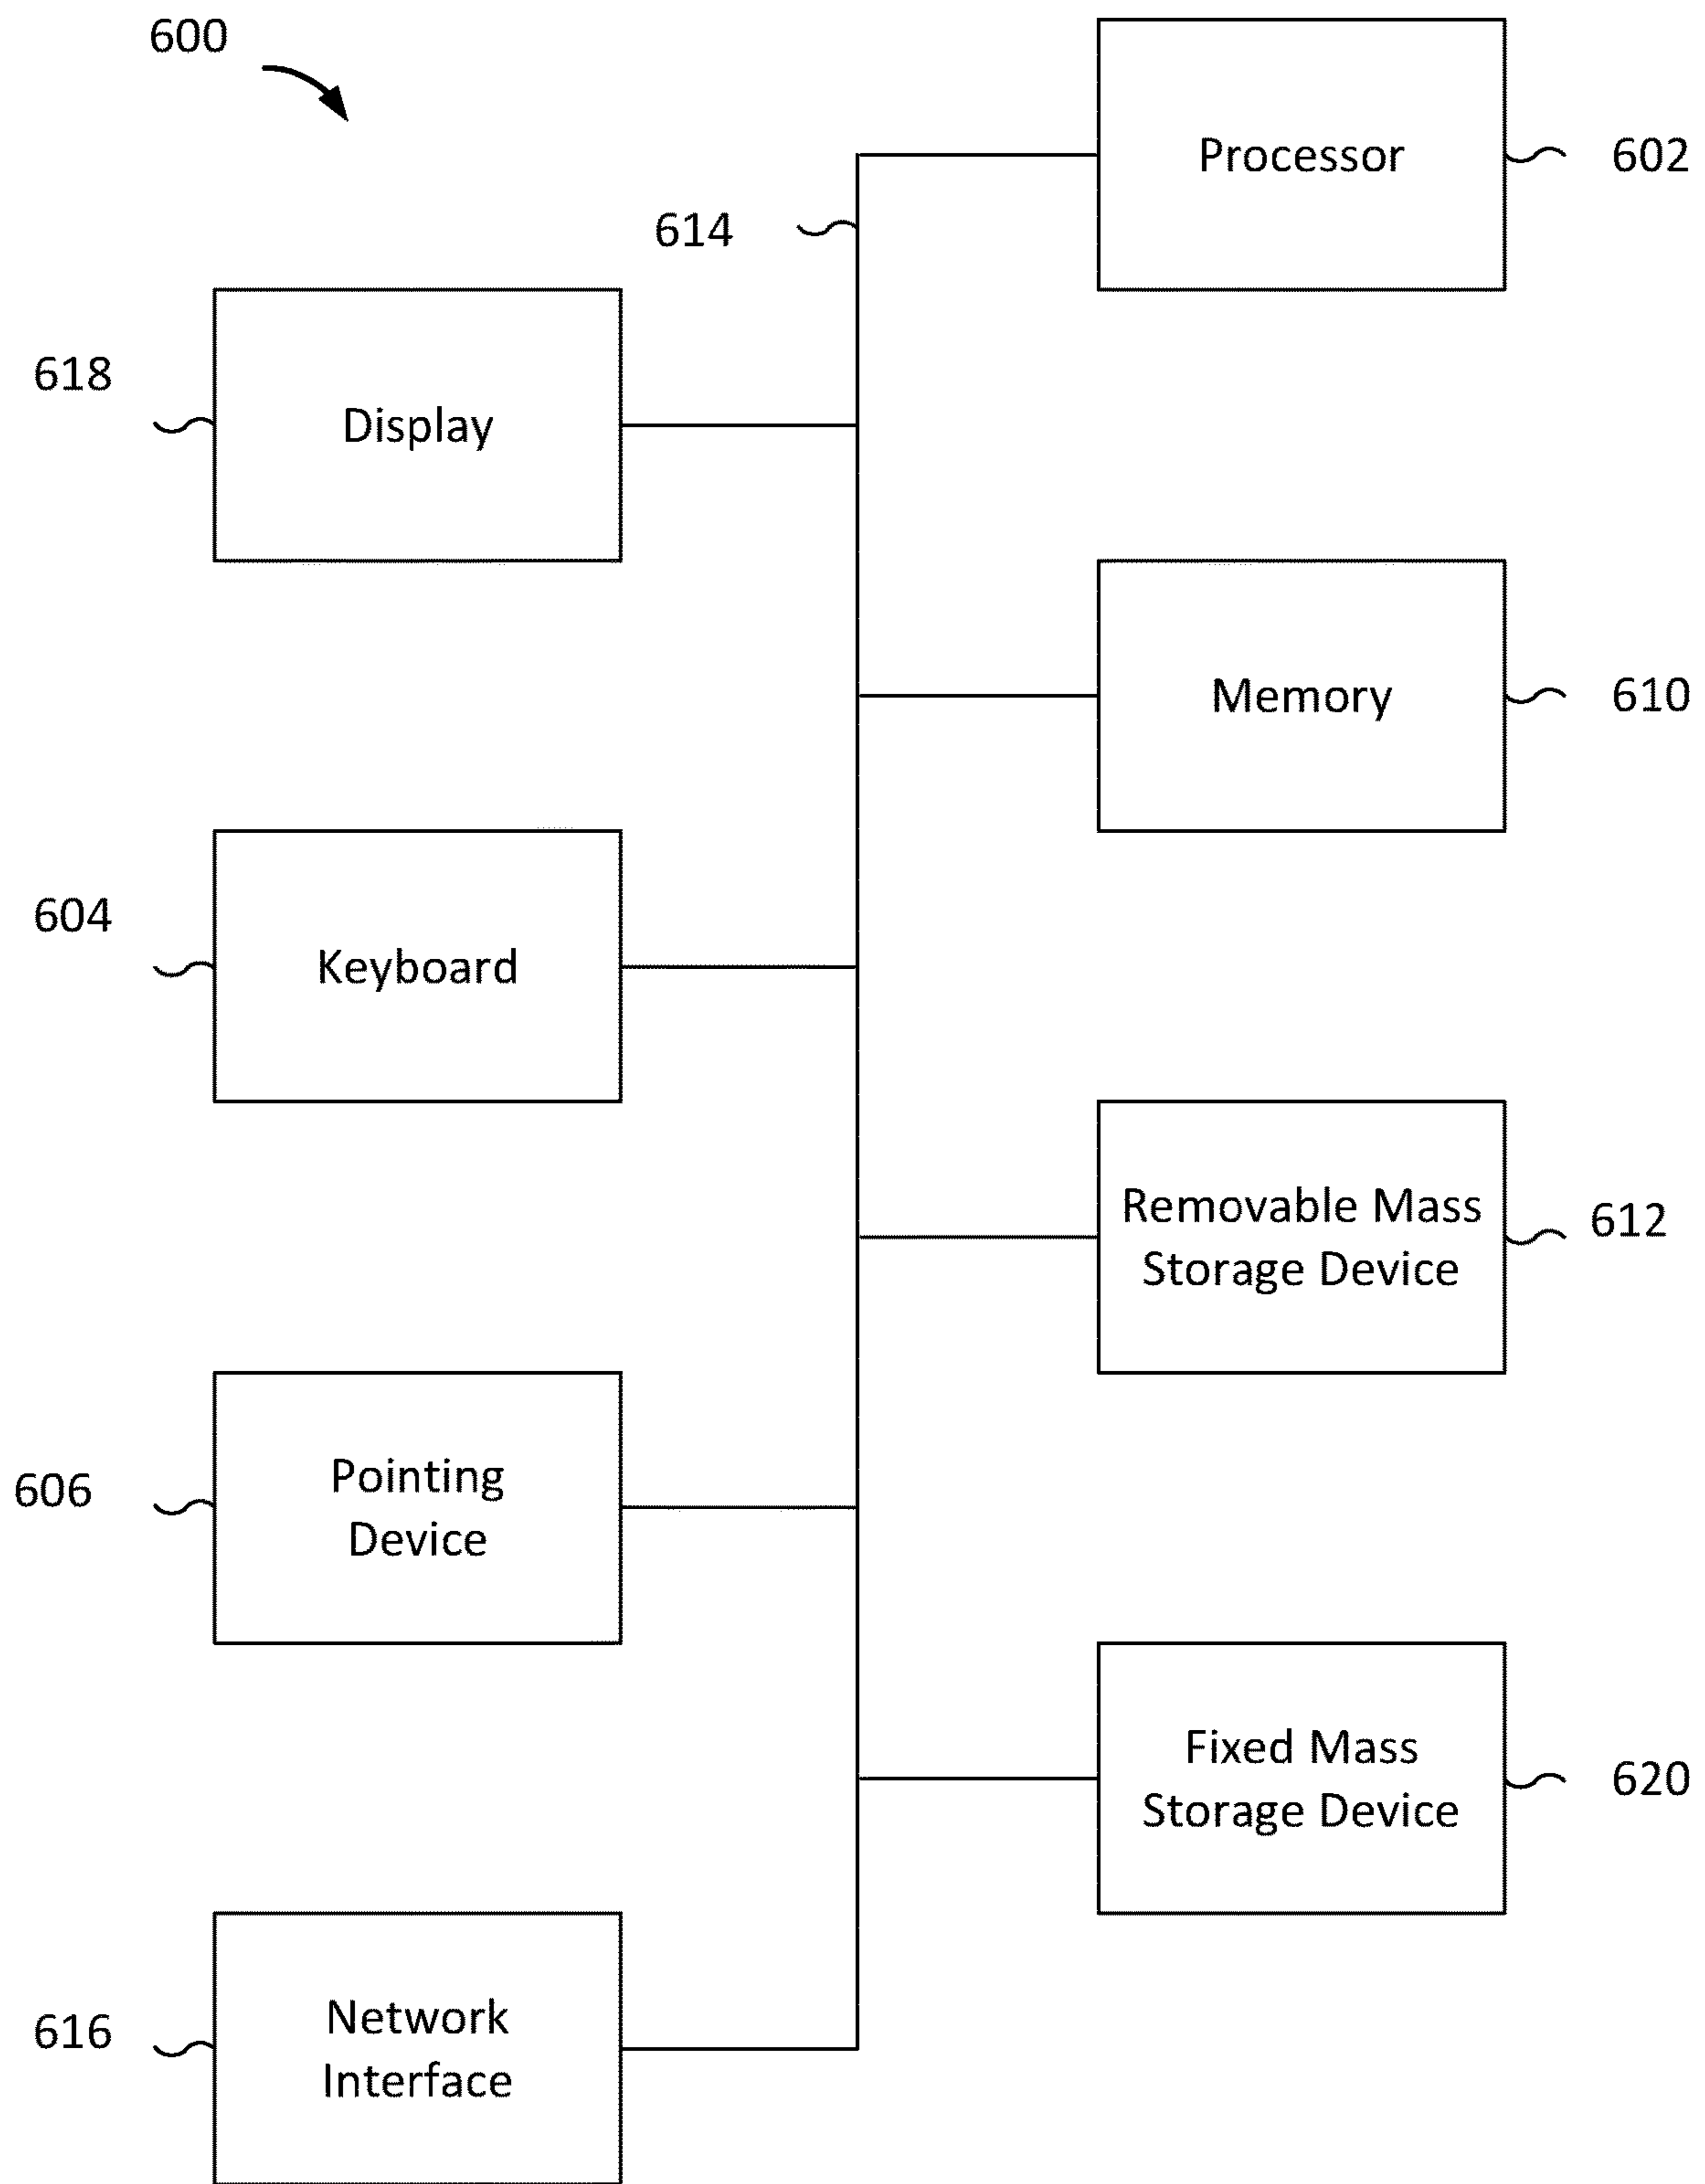 600
Processor
602
614
618
Display
Memory
610
604
Keyboard
Removable Mass
Storage Device
612
606
Pointing
Device
Fixed Mass
Storage Device
620
616
Network
Interface